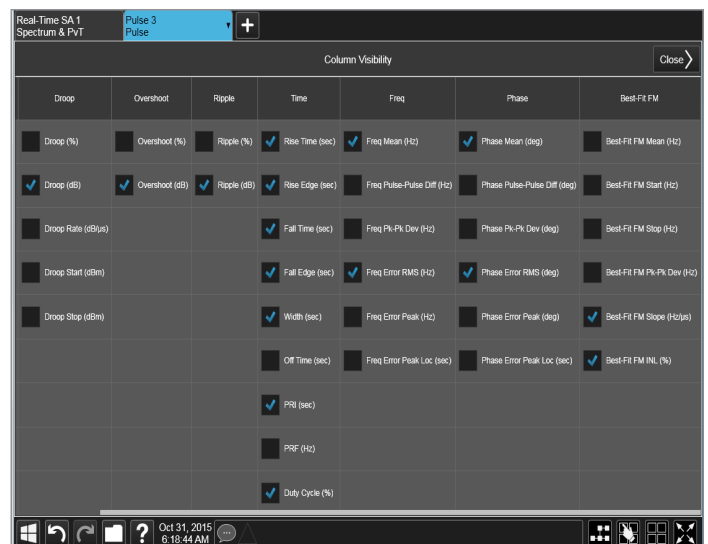 Real-Time SA 1
Spectrum & PvT
Pulse 3
Pulse
Column Visibility
Close
Droop Overshoot Ripple Time Freq Phase Best-Fit FM
Droop (%) Overshoot (%) Ripple (%) Rise Time (sec) Freq Mean (Hz) Phase Mean (deg) Best-Fit FM Mean (Hz)
Droop (dB) Overshoot (dB) Ripple (dB) Rise Edge (sec) Freq Pulse-Pulse Diff (Hz) Phase Pulse-Pulse Diff (deg) Best-Fit FM Start (Hz)
Droop Rate (dB/µs) Fall Time (sec) Freq Pk-Pk Dev (Hz) Phase Pk-Pk Dev (deg) Best-Fit FM Stop (Hz)
Droop Start (dBm) Fall Edge (sec) Freq Error RMS (Hz) Phase Error RMS (deg) Best-Fit FM Pk-Pk Dev (Hz)
Droop Stop (dBm) Width (sec) Freq Error Peak (Hz) Phase Error Peak (deg) Best-Fit FM Slope (Hz/µs)
Off Time (sec) Freq Error Peak Loc (sec) Phase Error Peak Loc (sec) Best-Fit FM INL (%)
PRI (sec)
PRF (Hz)
Duty Cycle (%)
Oct 31, 2015
6:18:44 AM